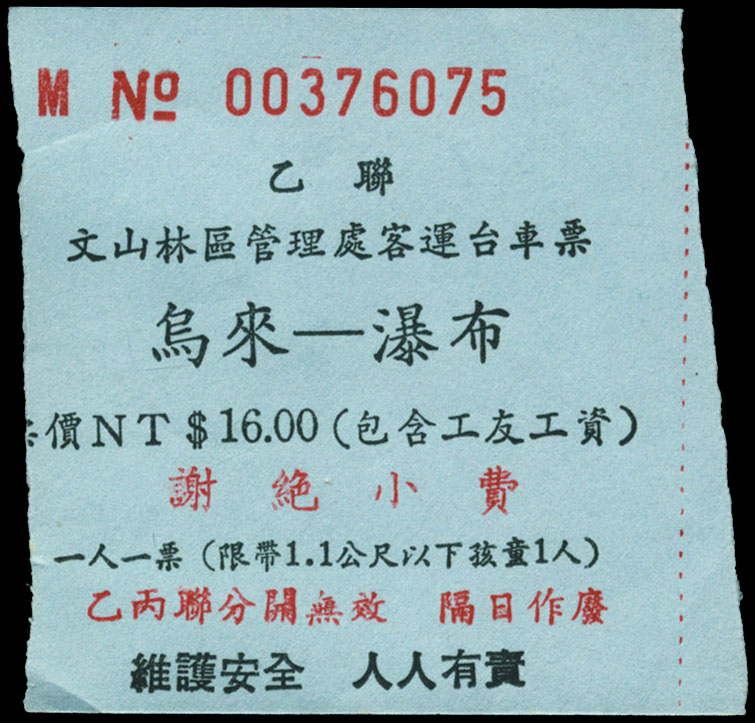 M № 00376075
乙 聯
文山林區管理處客運台車票
烏來—瀑布
價NT$16.00(包含工友工資)
謝絕小費
一人一票(限帶1.1公尺以下孩童1人)
乙丙聯分開無效 隔日作廢
維護安全 人人有責